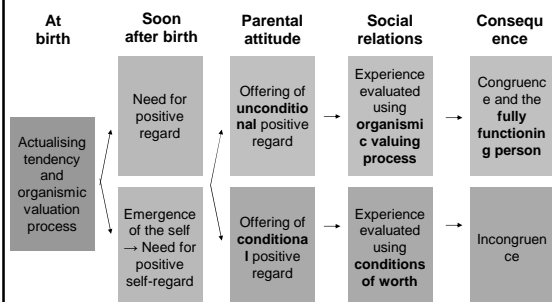 At
birth
Soon
after birth
Parental
attitude
Social
relations
Consequ
ence
Actualising
tendency
and
organismic
valuation
process
Need for
positive
regard
Offering of
unconditio
nal positive
regard
Experience
evaluated
using
organismi
c valuing
process
Congruenc
e and the
fully
functionin
g person
Emergence
of the self
→ Need for
positive
self-regard
Offering of
conditiona
l positive
regard
Experience
evaluated
using
conditions
of worth
Incongruen
ce